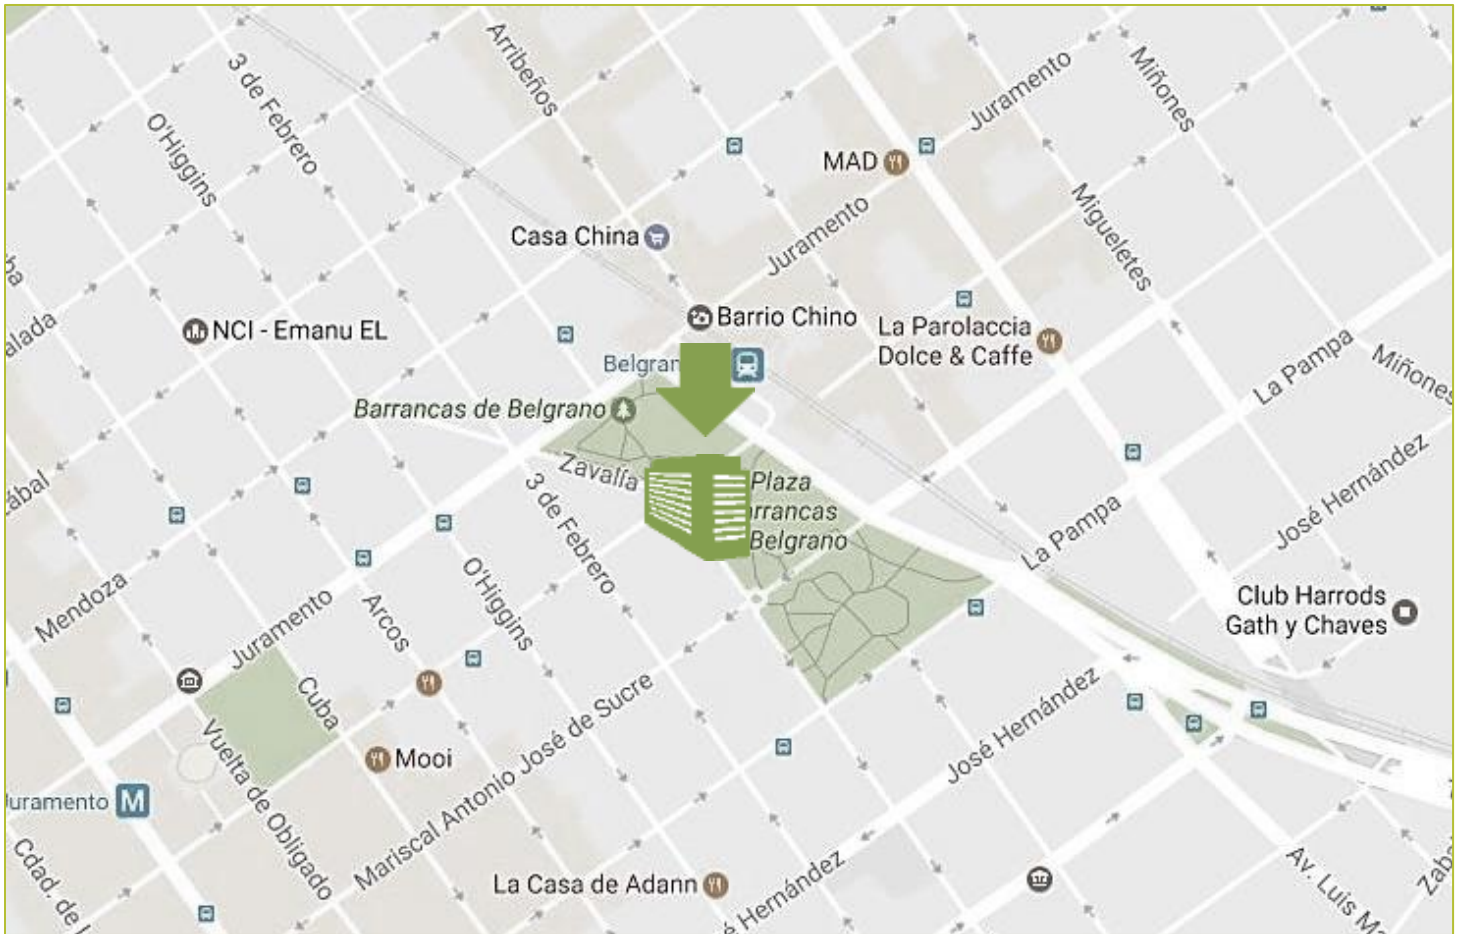 Arribeños
3 de Febrero
O'Higgins
Juramento
Miñones
MAD
Migueletes
Casa China
Juramento
NCI - Emanu EL
Barrio Chino
La Parolaccia
Dolce & Caffe
La Pampa
Miñones
Barrancas de Belgrano
Zavalía
3 de Febrero
Plaza
Belgrano
José Hernández
La Pampa
Mendoza
Juramento
Arcos
O'Higgins
Club Harrods
Gath y Chaves
Cuba
Vuelta de Obligado
Mooi
Mariscal Antonio José de Sucre
José Hernández
M
Cdad. de
La Casa de Adann
Hernández
Av. Luis